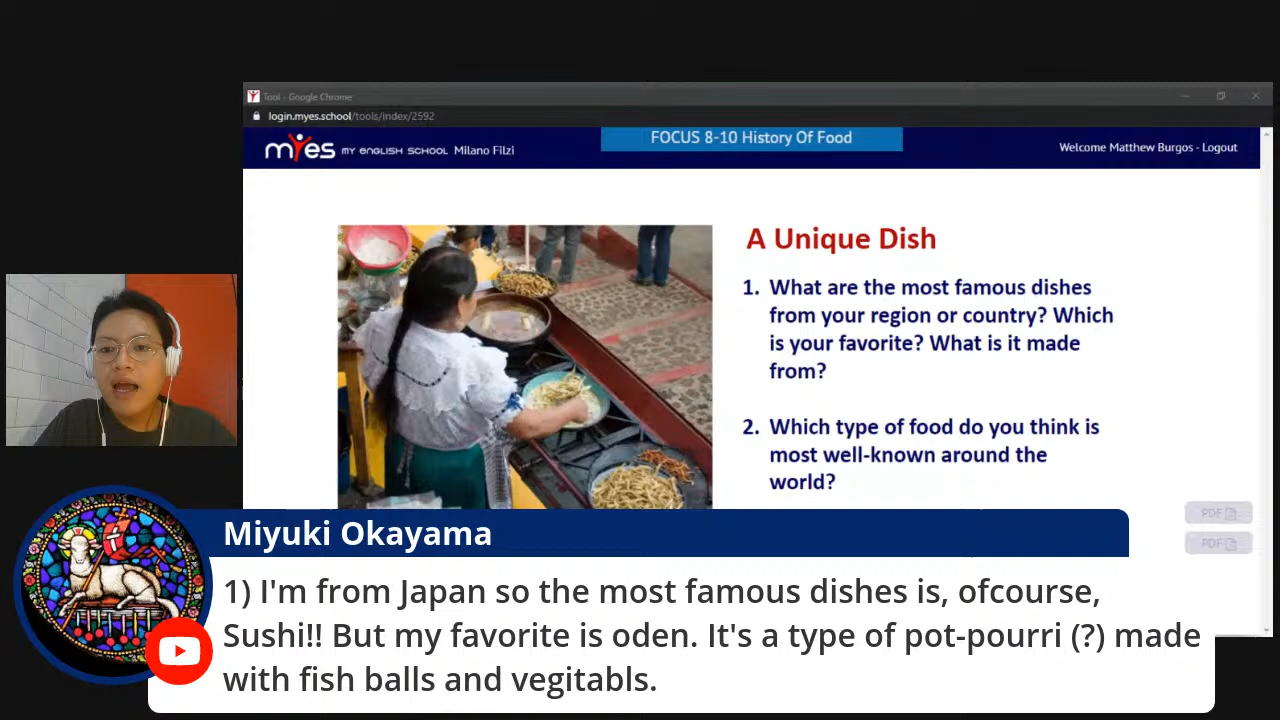 Tool - Google Chrome
login.myes.school/tools/index/2592
myes MY ENGLISH SCHOOL Milano Filzi
FOCUS 8-10 History Of Food
Welcome Matthew Burgos - Logout
A Unique Dish
1. What are the most famous dishes
from your region or country? Which
is your favorite? What is it made
from?
2. Which type of food do you think is
most well-known around the
world?
PDF
PDF
Miyuki Okayama
1) I'm from Japan so the most famous dishes is, ofcourse,
Sushi!! But my favorite is oden. It's a type of pot-pourri (?) made
with fish balls and vegitabls.